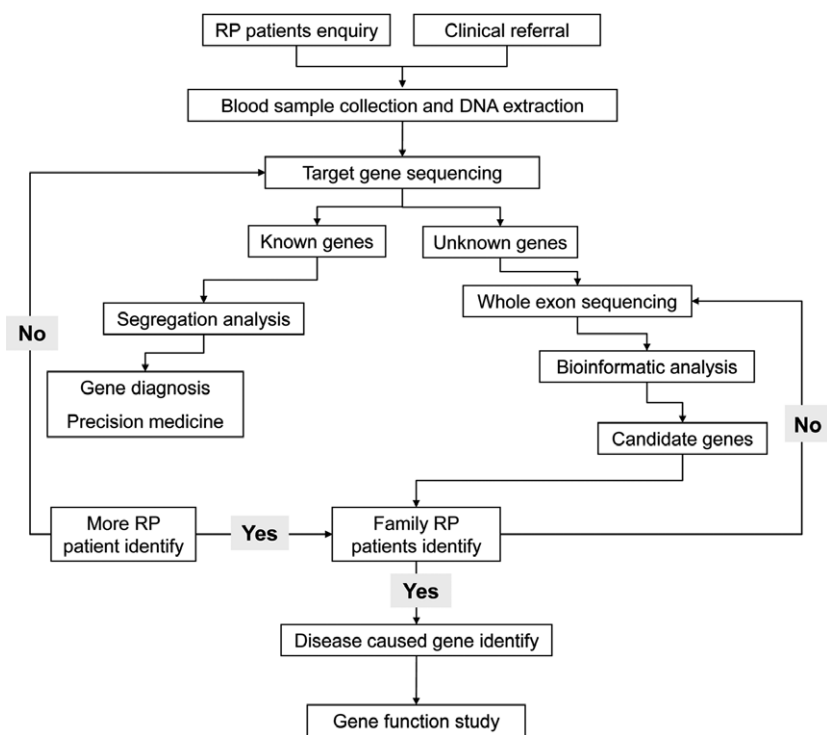 RP patients enquiry
Clinical referral
Blood sample collection and DNA extraction
Target gene sequencing
Known genes
Unknown genes
Whole exon sequencing
Segregation analysis
No
Bioinformatic analysis
Gene diagnosis
Precision medicine
Candidate genes
No
More RP
patient identify
Yes
Family RP
patients identify
Yes
Disease caused gene identify
Gene function study